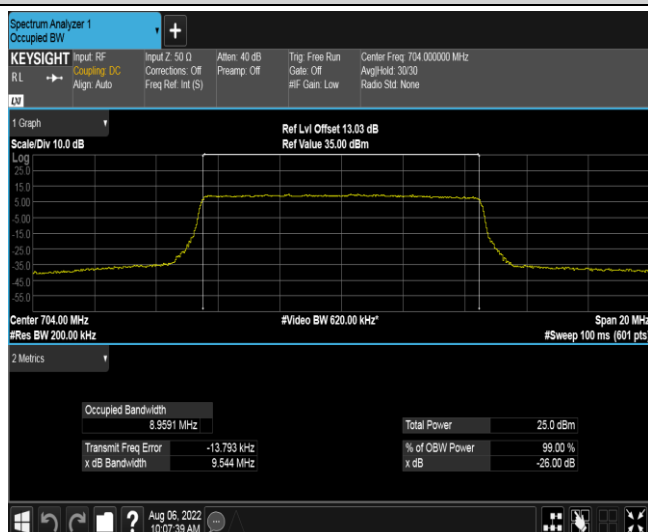 Spectrum Analyzer 1
Occupied BW
+
KEYSIGHT
RL
LXI
Input: RF
Coupling: DC
Align: Auto
Input Z: 50 Ω
Corrections: Off
Freq Ref: Int (S)
Atten: 40 dB
Preamp: Off
Trig: Free Run
Gate: Off
#IF Gain: Low
Center Freq: 704.000000 MHz
Avg|Hold: 30/30
Radio Std: None
1 Graph
Scale/Div 10.0 dB
Ref Lvl Offset 13.03 dB
Ref Value 35.00 dBm
Log
25.0
15.0
5.00
-5.00
-15.0
-25.0
-35.0
-45.0
-55.0
Center 704.00 MHz
#Res BW 200.00 kHz
#Video BW 620.00 kHz*
Span 20 MHz
#Sweep 100 ms (601 pts)
2 Metrics
Occupied Bandwidth
8.9591 MHz
Transmit Freq Error -13.793 kHz
x dB Bandwidth 9.544 MHz
Total Power 25.0 dBm
% of OBW Power 99.00 %
x dB -26.00 dB
?
Aug 06, 2022
10:07:39 AM